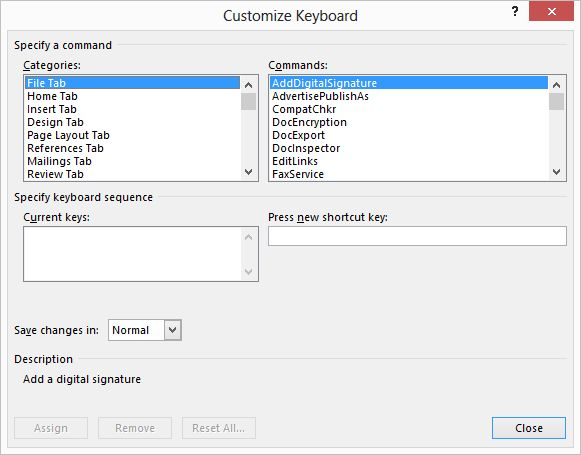 Customize Keyboard
?
Specify a command
Categories:
Commands:
File Tab
Home Tab
Insert Tab
Design Tab
Page Layout Tab
References Tab
Mailings Tab
Review Tab
AddDigitalSignature
AdvertisePublishAs
CompatChkr
DocEncryption
DocExport
DocInspector
EditLinks
FaxService
Specify keyboard sequence
Current keys:
Press new shortcut key:
Save changes in:
Normal
Description
Add a digital signature
Assign
Remove
Reset All...
Close